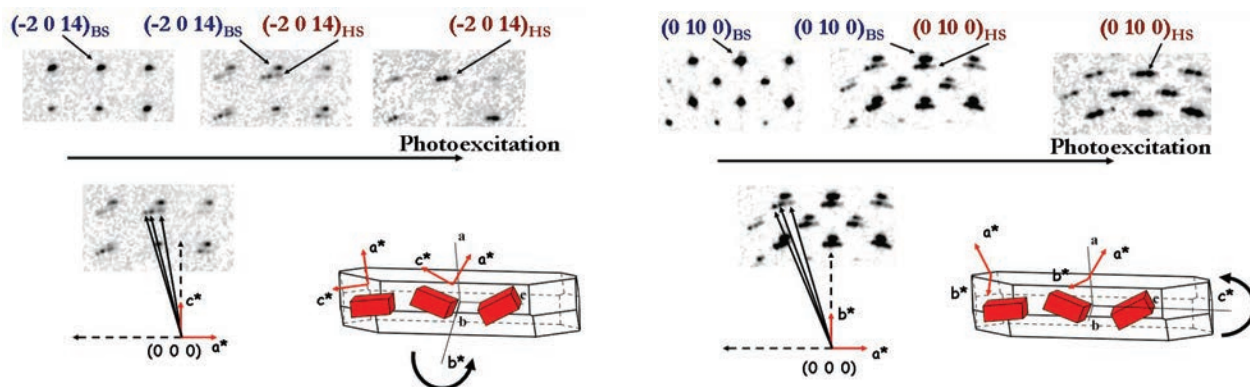 (-2 0 14)BS (-2 0 14)BS (-2 0 14)HS (-2 0 14)HS
Photoexcitation
c*
a*
(0 0 0)
a*
c*
c*
a
a*
c
b
b*
(0 10 0)BS (0 10 0)BS (0 10 0)HS (0 10 0)HS
Photoexcitation
b*
a*
(0 0 0)
a*
b*
b*
a
a*
c
b
c*